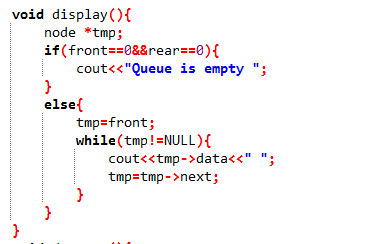 void display(){
    node *tmp;
    if(front==0&&rear==0){
        cout<<"Queue is empty ";
    }
    else{
        tmp=front;
        while(tmp!=NULL){
            cout<<tmp->data<<" ";
            tmp=tmp->next;
        }
    }
}